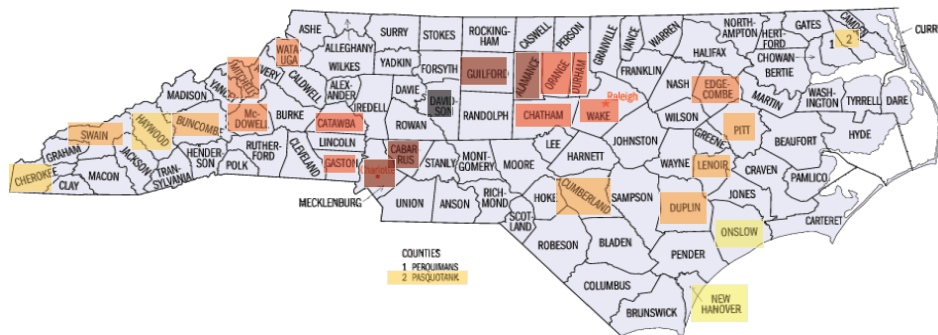 ASHE
ALLEGHANY
SURRY
STOKES
ROCKING-
HAM
CASWELL
PERSON
GRANVILLE
VANCE
WARREN
NORTH-
AMPTON
HERT-
FORD
GATES
CAMDEN
CURR
WATA
UGA
WILKES
YADKIN
FORSYTH
GUILFORD
ALAMANCE
ORANGE
DURHAM
FRANKLIN
HALIFAX
BERTIE
CHOWAN
1
2
MITCHELL
AVERY
CALDWELL
ALEX-
ANDER
IREDELL
DAVIE
DAVID
SON
RANDOLPH
CHATHAM
WAKE
Raleigh
NASH
EDGE-
COMBE
MARTIN
WASH-
INGTON
TYRRELL
DARE
MADISON
YANCEY
McDOWELL
BURKE
CATAWBA
ROWAN
WILSON
PITT
BEAUFORT
HYDE
SWAIN
HAYWOOD
BUNCOMB
LINCOLN
CABAR
RUS
LEE
HARNETT
JOHNSTON
GREENE
WAYNE
LENOIR
CRAVEN
PAMLICO
GRAHAM
JACKSON
HENDER
SON
RUTHER-
FORD
CLEVELAND
GASTON
Charlotte
STANLY
MONT-
GOMERY
MOORE
CHEROKEE
CLAY
MACON
TRAN-
SYLVANIA
POLK
MECKLENBURG
UNION
ANSON
RICH-
MOND
SCOT-
LAND
HOKE
CUMBERLAND
SAMPSON
DUPLIN
JONES
CARTERET
ONSLOW
ROBESON
BLADEN
PENDER
COLUMBUS
BRUNSWICK
NEW
HANOVER
COUNTIES
1 PERQUIMANS
2 PASQUOTANK